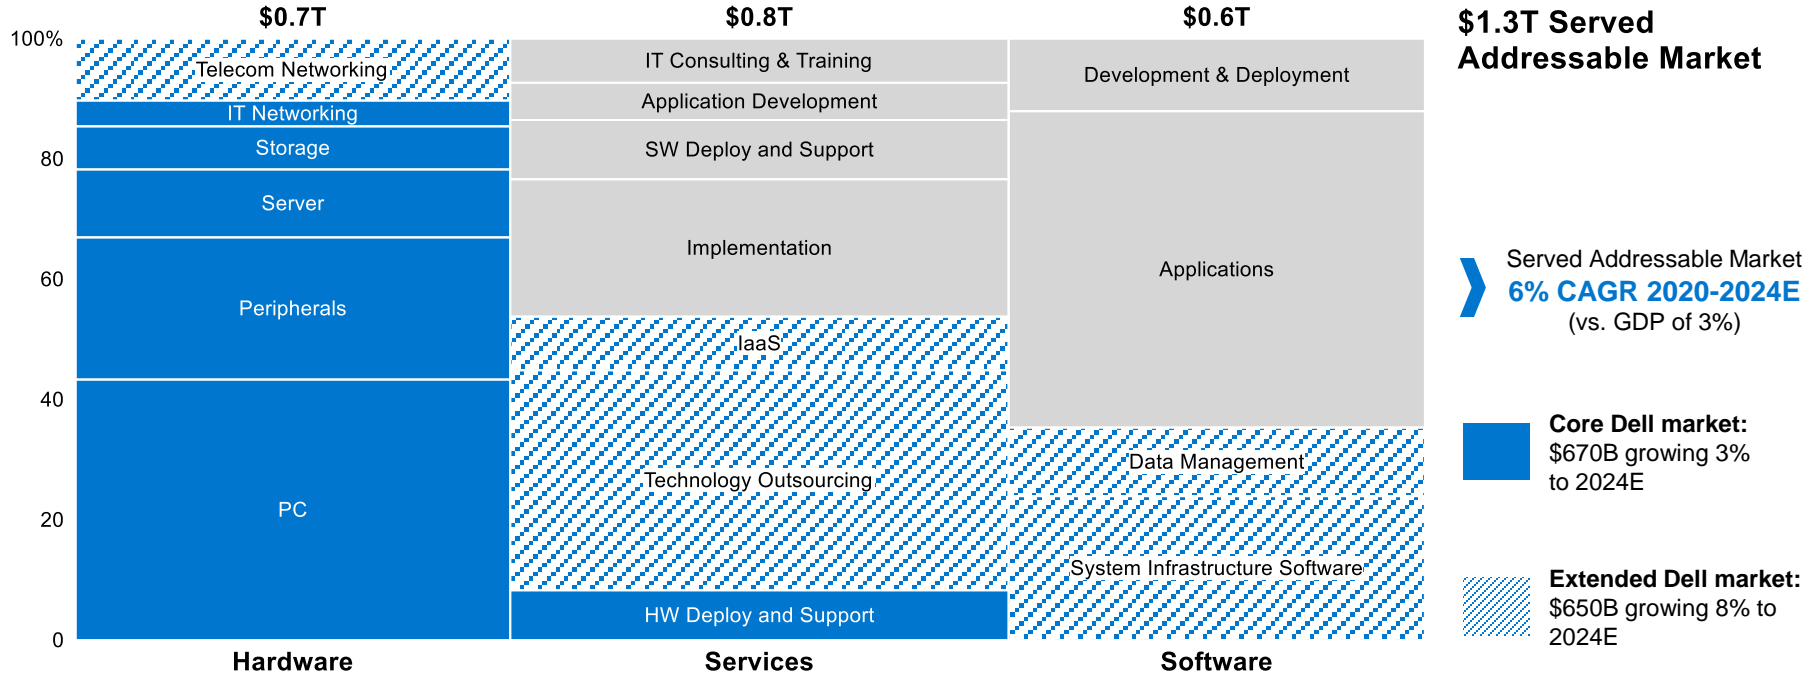 $0.7T
$0.8T
$0.6T
$1.3T Served
Addressable Market
100%
80
60
40
20
0
Telecom Networking
IT Networking
Storage
Server
Peripherals
PC
IT Consulting & Training
Application Development
SW Deploy and Support
Implementation
IaaS
Technology Outsourcing
HW Deploy and Support
Development & Deployment
Applications
Data Management
System Infrastructure Software
Hardware
Services
Software
Served Addressable Market
6% CAGR 2020-2024E
(vs. GDP of 3%)
Core Dell market:
$670B growing 3%
to 2024E
Extended Dell market:
$650B growing 8% to
2024E